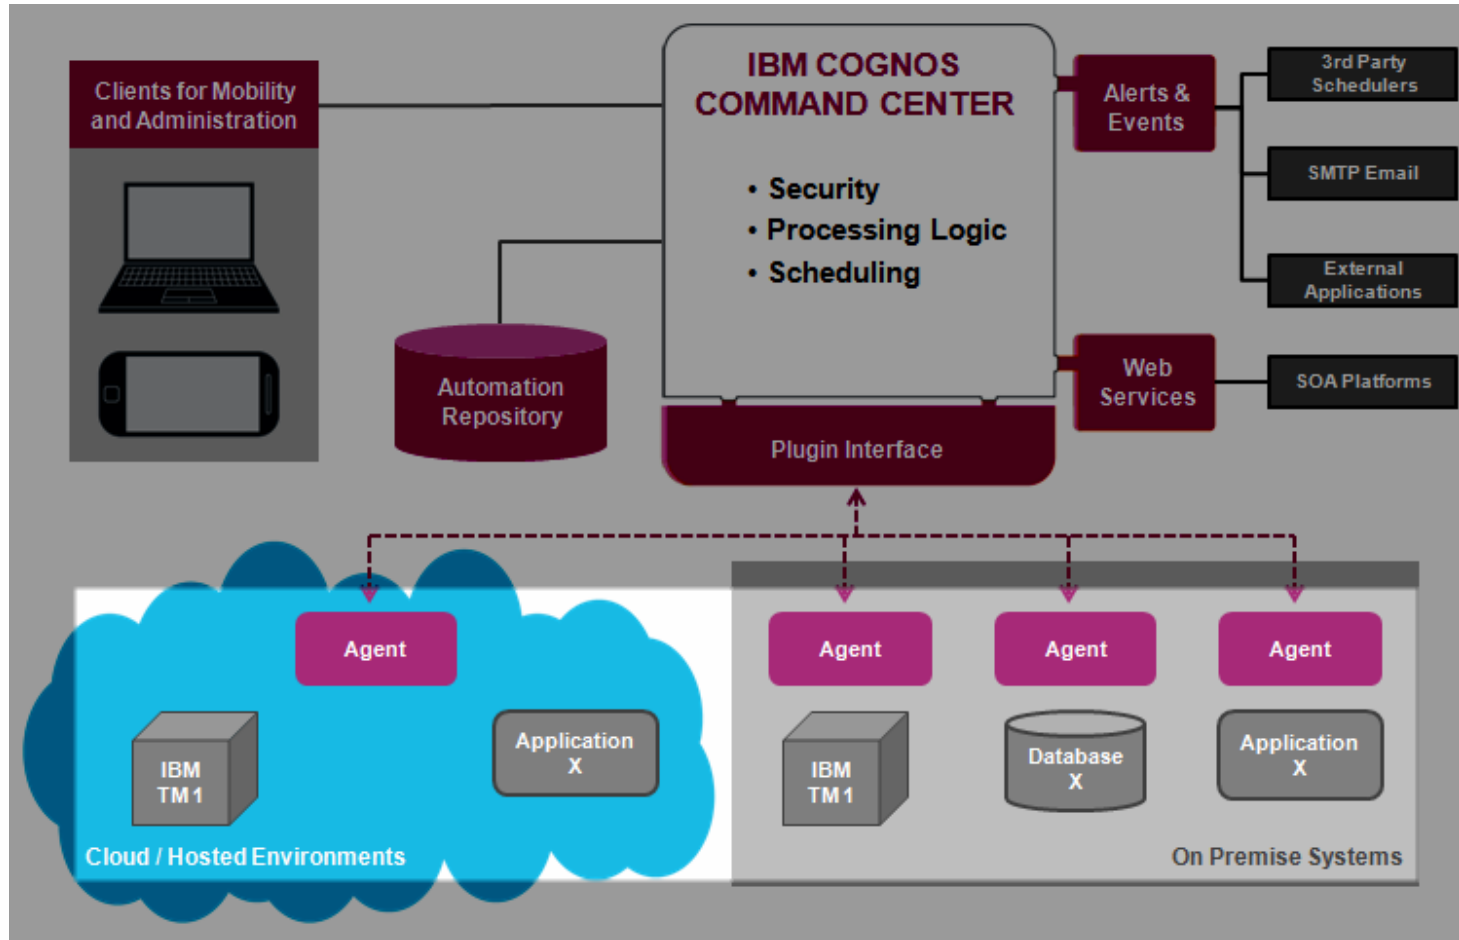 Clients for Mobility
and Administration
IBM COGNOS
COMMAND CENTER
• Security
• Processing Logic
• Scheduling
Alerts &
Events
3rd Party
Schedulers
SMTP Email
External
Applications
Web
Services
SOA Platforms
Automation
Repository
Plugin Interface
Agent
IBM
TM1
Application
X
Cloud / Hosted Environments
Agent
Agent
Agent
IBM
TM1
Database
X
Application
X
On Premise Systems